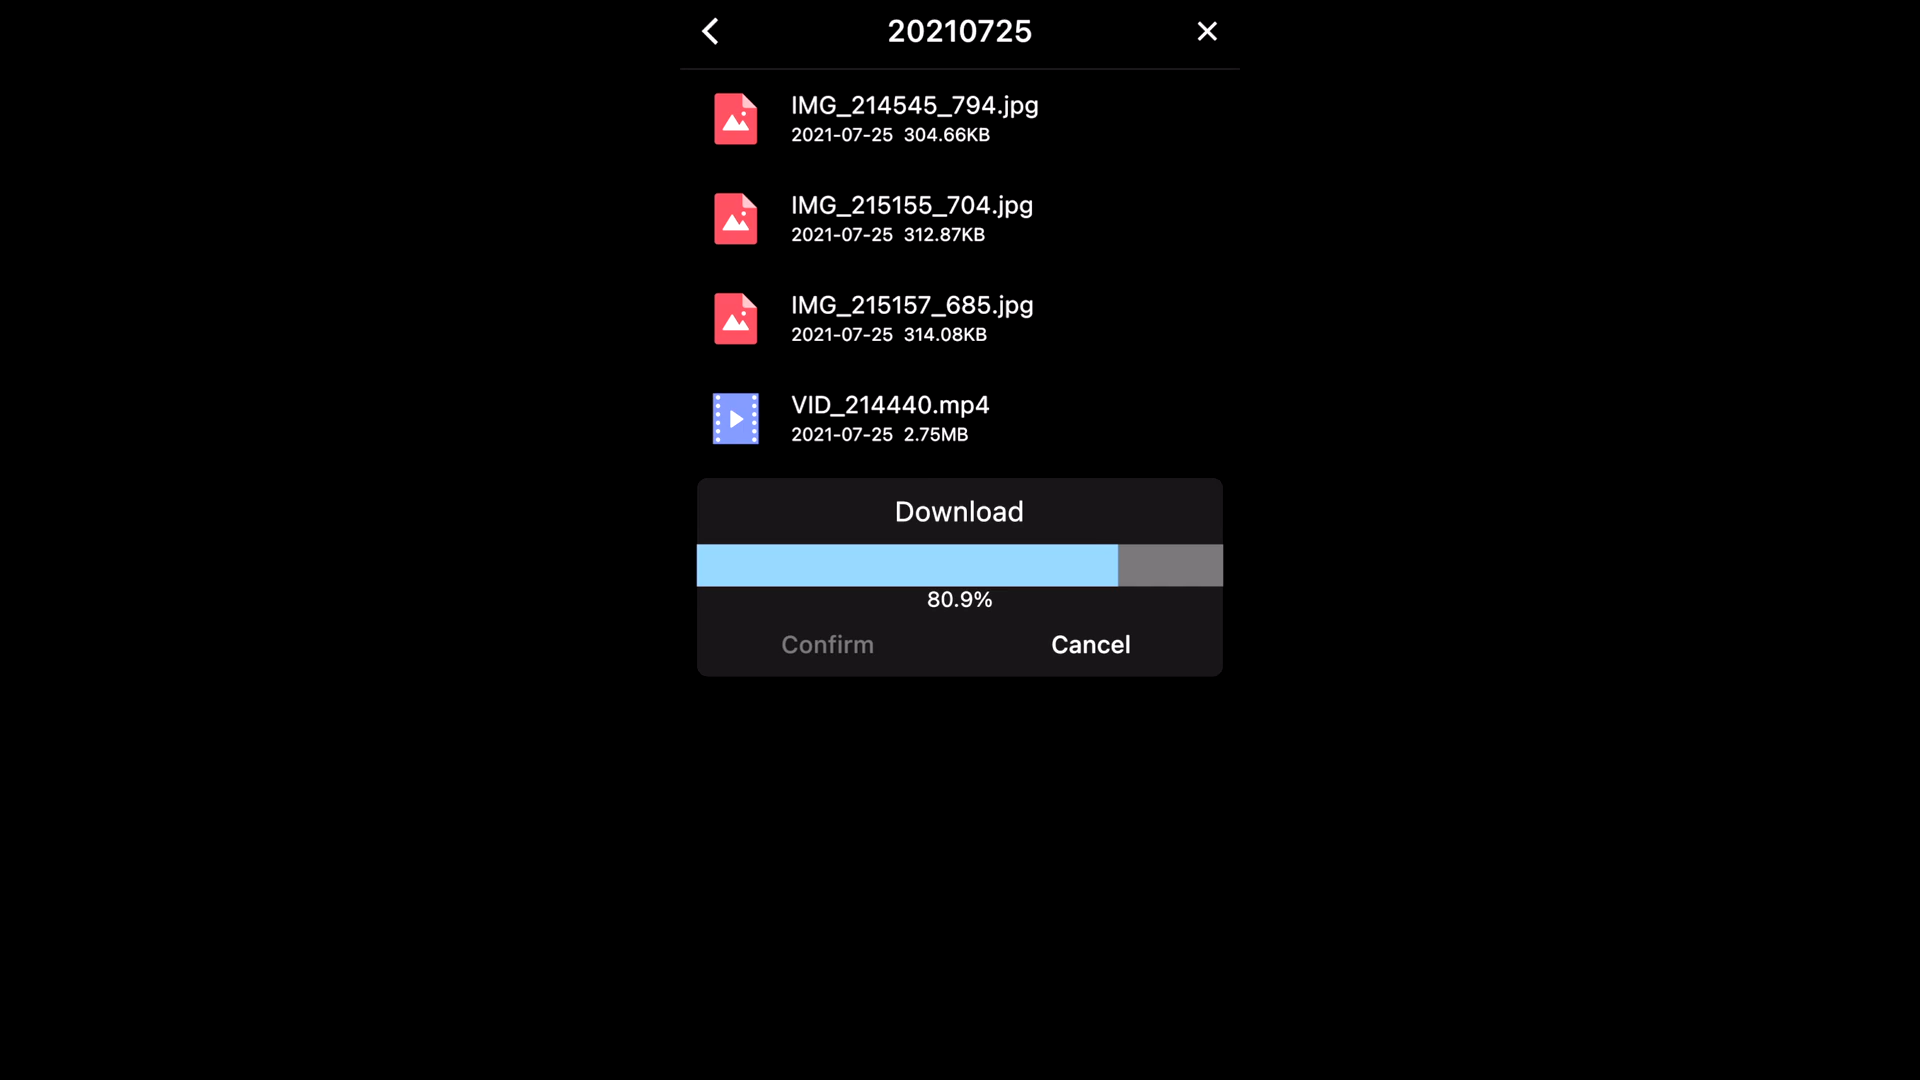 20210725
IMG_214545_794.jpg
2021-07-25 304.66KB
IMG_215155_704.jpg
2021-07-25 312.87KB
IMG_215157_685.jpg
2021-07-25 314.08KB
VID_214440.mp4
2021-07-25 2.75MB
Download
80.9%
Confirm Cancel